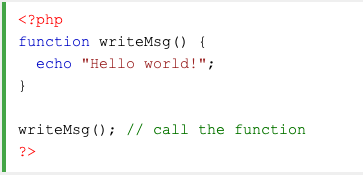 <?php
function writeMsg() {
  echo "Hello world!";
}

writeMsg(); // call the function
?>